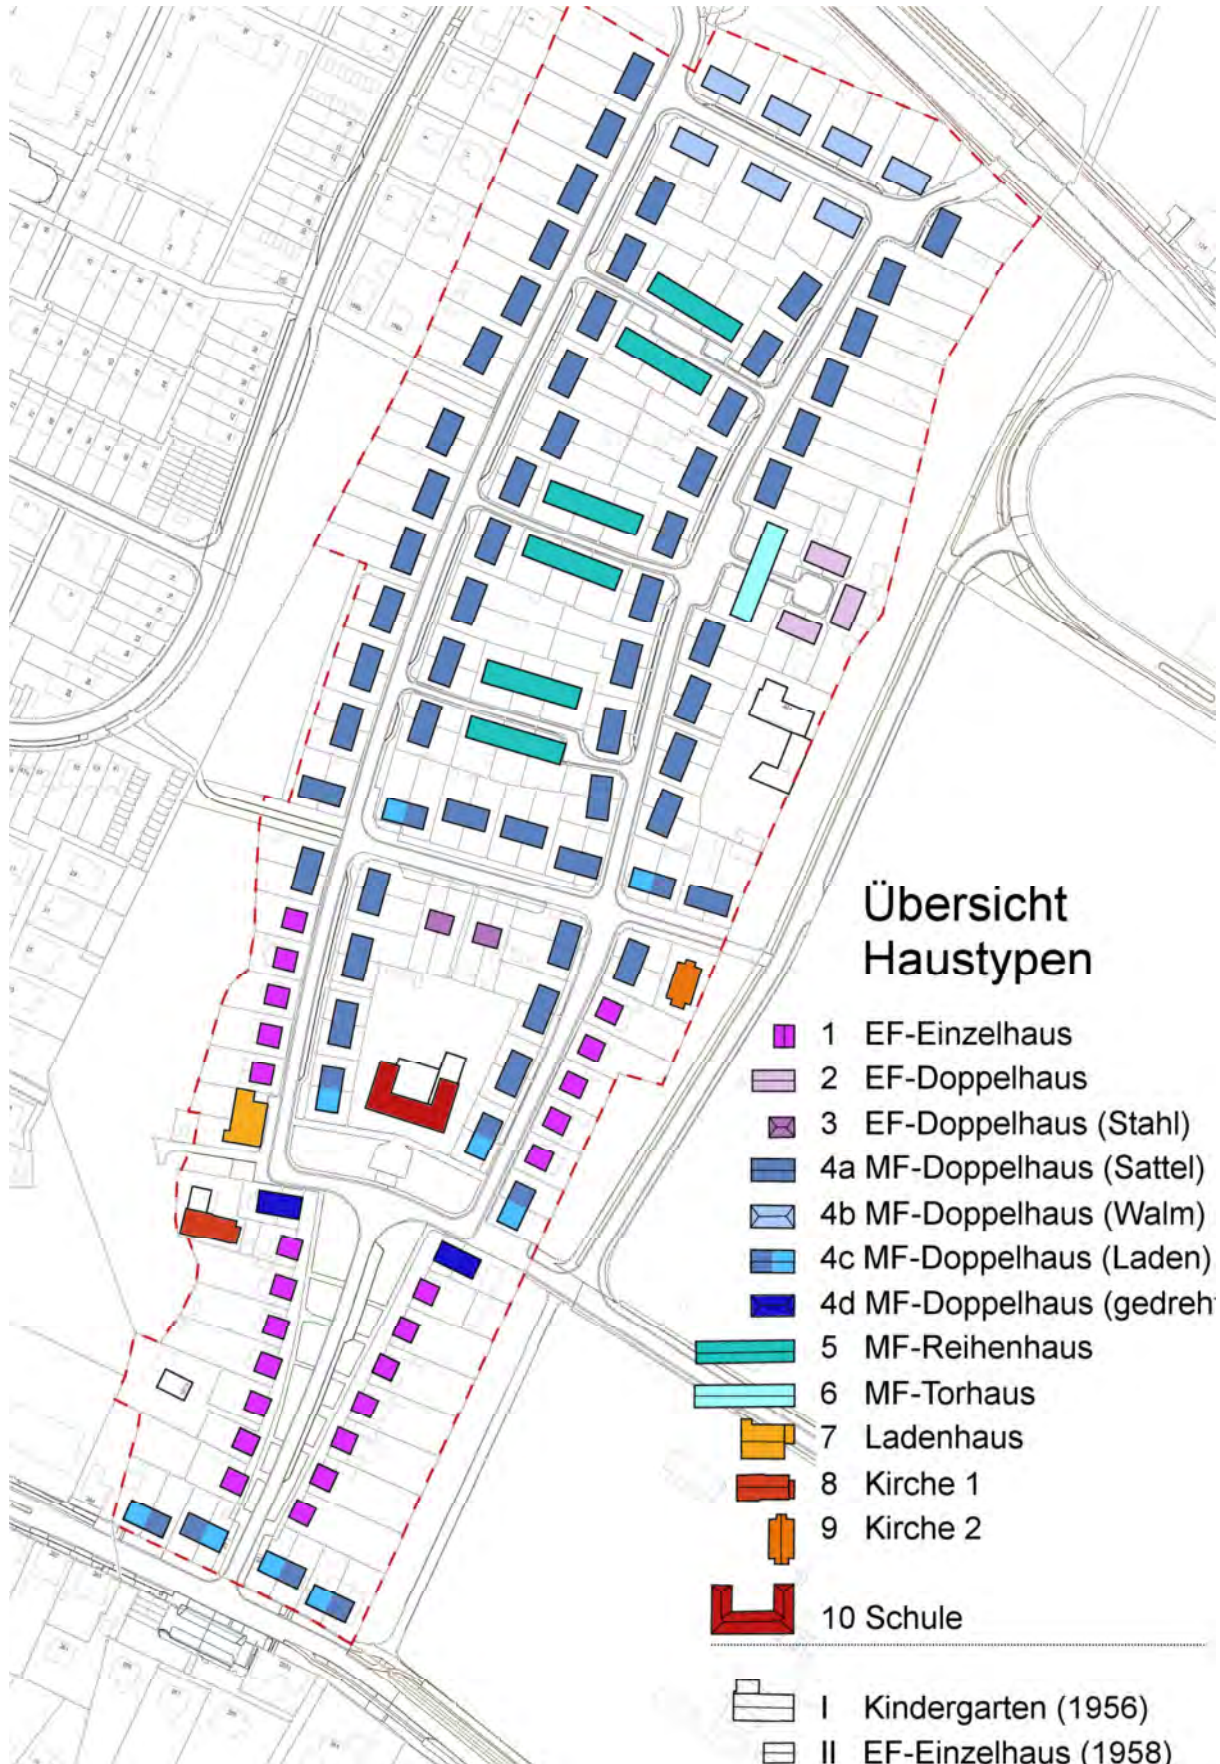 Übersicht
Haustypen
1 EF-Einzelhaus
2 EF-Doppelhaus
3 EF-Doppelhaus (Stahl)
4a MF-Doppelhaus (Sattel)
4b MF-Doppelhaus (Walm)
4c MF-Doppelhaus (Laden)
4d MF-Doppelhaus (gedreht
5 MF-Reihenhaus
6 MF-Torhaus
7 Ladenhaus
8 Kirche 1
9 Kirche 2
10 Schule
I Kindergarten (1956)
II EF-Einzelhaus (1958)